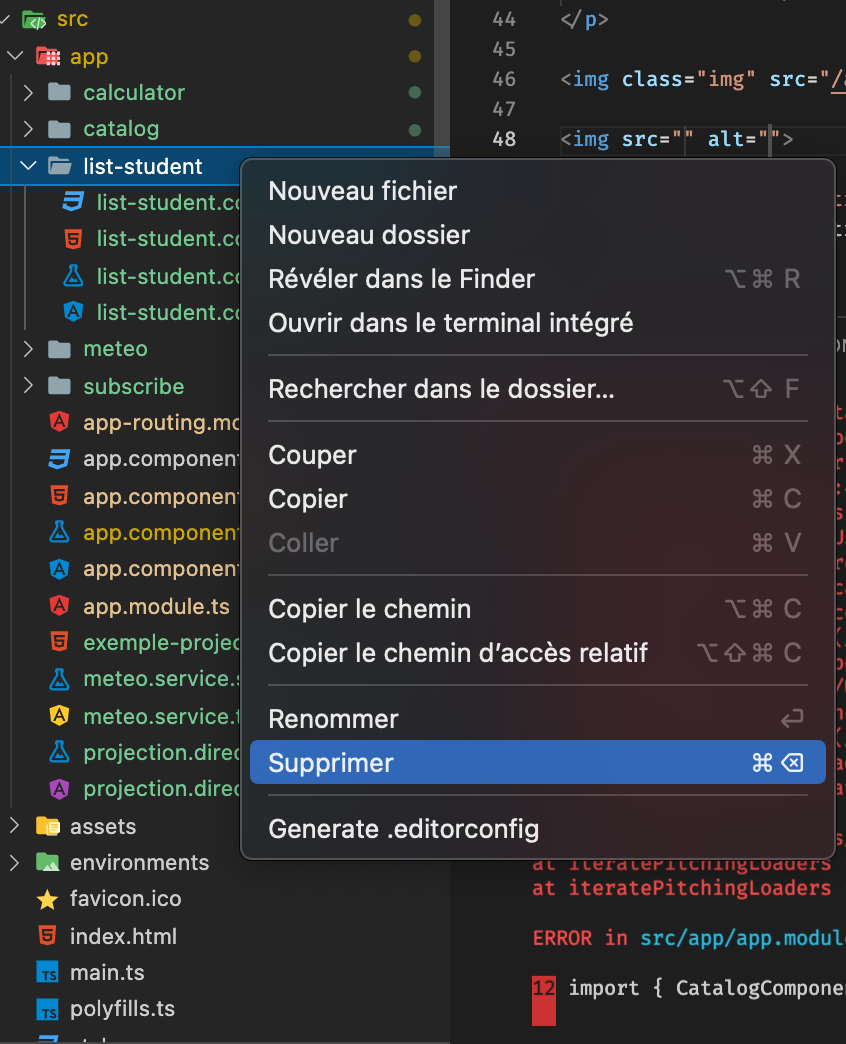 src
app
calculator
catalog
list-student
list-student.co
list-student.co
list-student.co
list-student.co
meteo
subscribe
app-routing.mo
app.component
app.component
app.component
app.component
app.module.ts
exemple-projec
meteo.service.s
meteo.service.t
projection.direc
projection.direc
assets
environments
favicon.ico
index.html
main.ts
polyfills.ts
44 </p>
45
46 <img class="img" src="/a
47
48 <img src="" alt="">
Nouveau fichier
Nouveau dossier
Révéler dans le Finder ⌥⌘ R
Ouvrir dans le terminal intégré
Rechercher dans le dossier... ⌥⇧ F
Couper ⌘ X
Copier ⌘ C
Coller ⌘ V
Copier le chemin ⌥⌘ C
Copier le chemin d'accès relatif ⌥⇧⌘ C
Renommer ↩
Supprimer ⌘⌫
Generate .editorconfig
at iteratePitchingLoaders
at iteratePitchingLoaders
ERROR in src/app/app.module
12 import { CatalogCompone